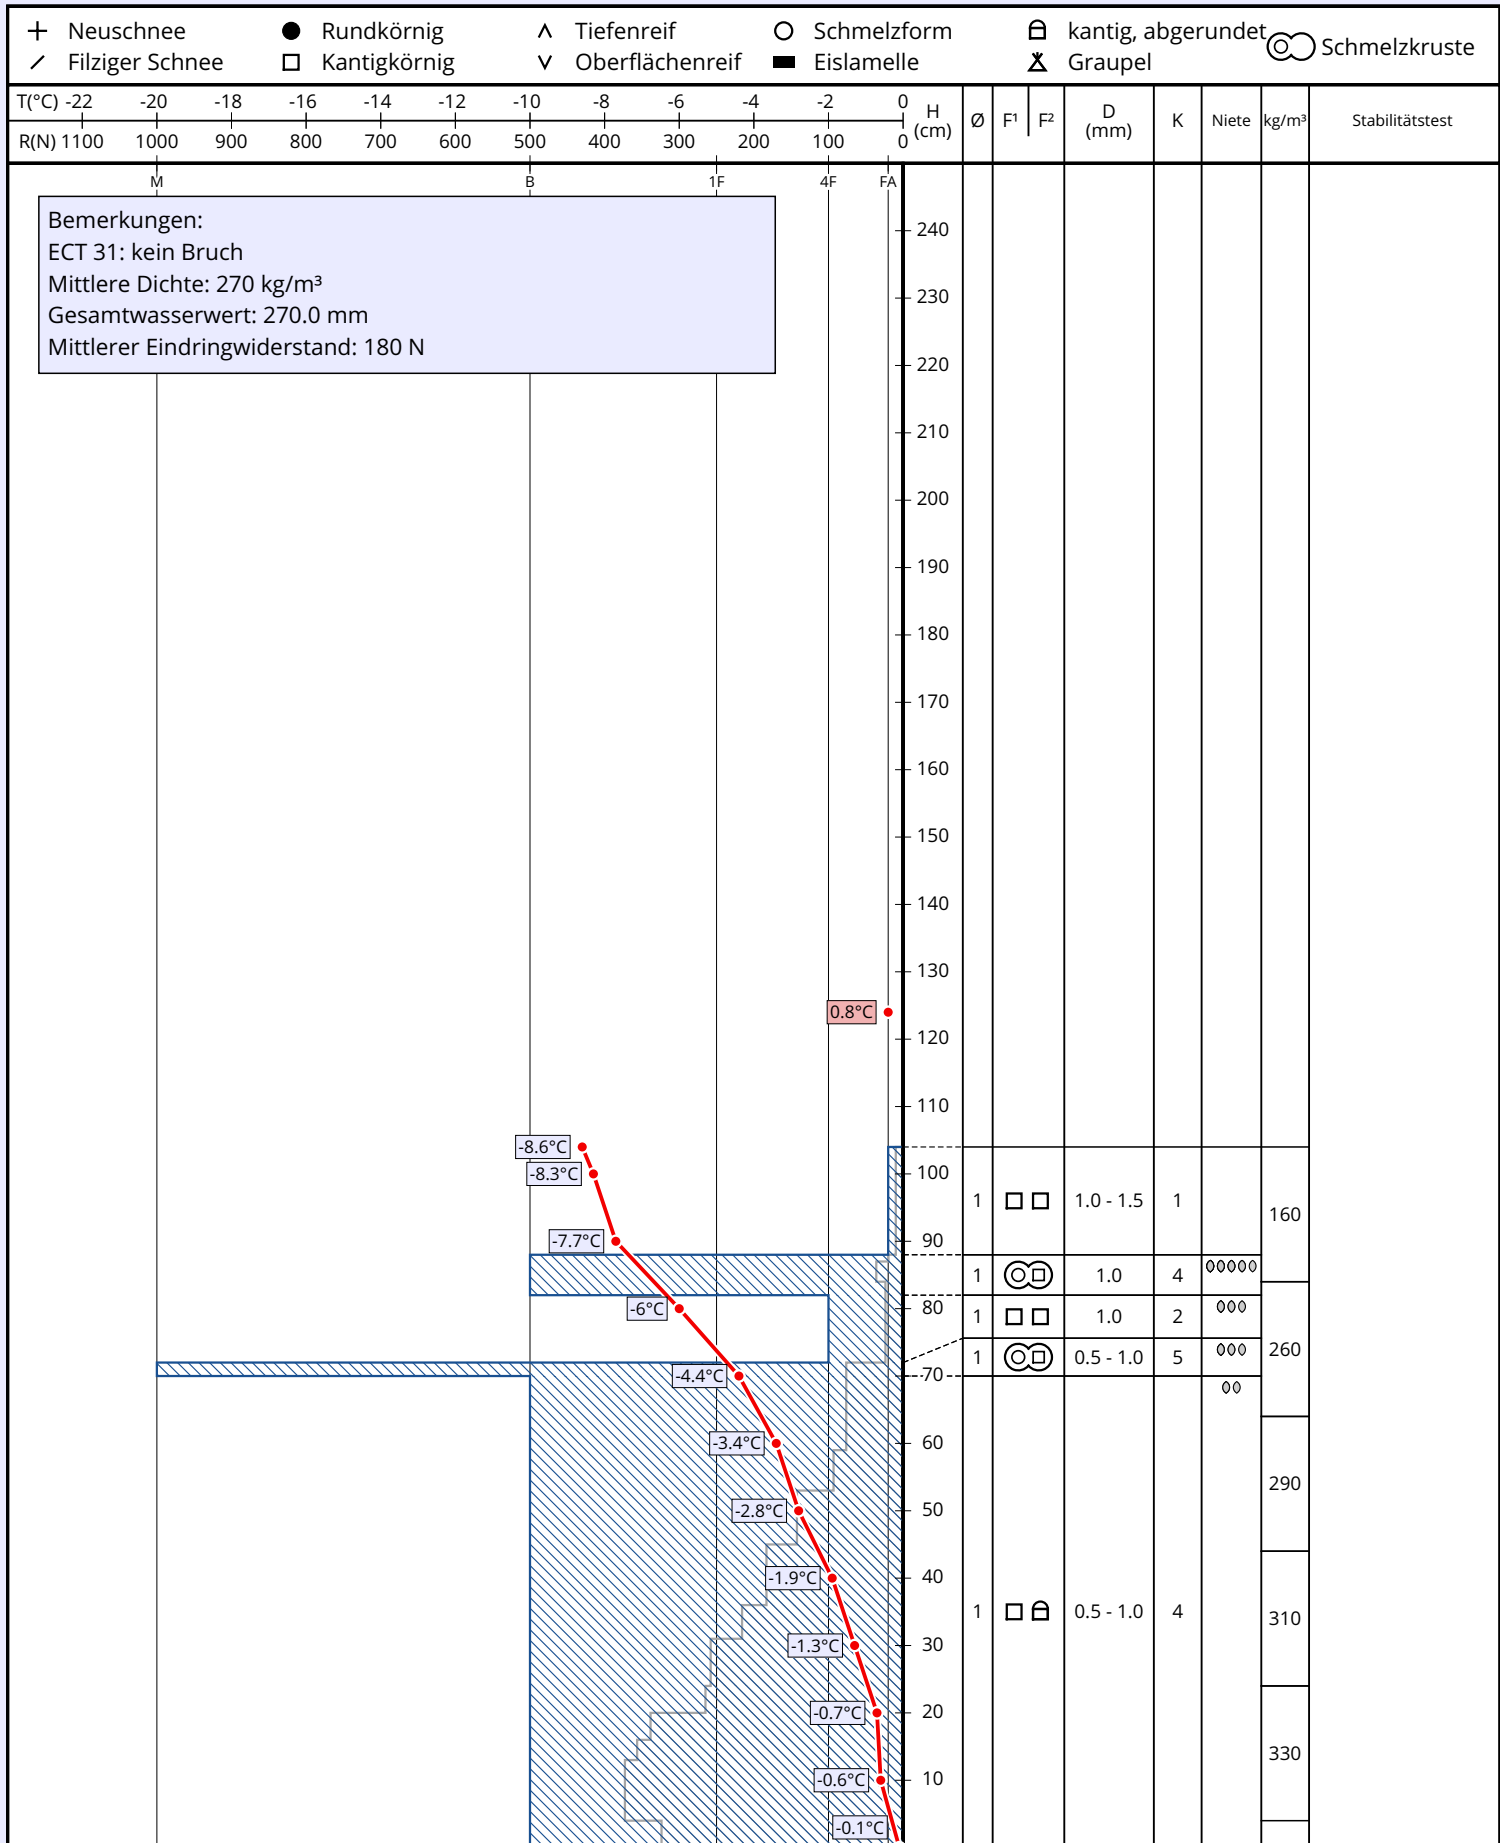 Neuschnee Rundkörnig Tiefenreif Schmelzform kantig, abgerundet Schmelzkruste
Filziger Schnee Kantigkörnig Oberflächenreif Eislamelle Graupel
T(°C) -22 -20 -18 -16 -14 -12 -10 -8 -6 -4 -2 0
R(N) 1100 1000 900 800 700 600 500 400 300 200 100 0
H (cm) Ø F¹ F² D (mm) K Niete kg/m³ Stabilitätstest
M B 1F 4F FA
Bemerkungen:
ECT 31: kein Bruch
Mittlere Dichte: 270 kg/m³
Gesamtwasserwert: 270.0 mm
Mittlerer Eindringwiderstand: 180 N
240
230
220
210
200
190
180
170
160
150
140
130
0.8°C
120
110
-8.6°C
-8.3°C 100
1 1.0 - 1.5 1 160
-7.7°C 90
1 1.0 4
-6°C 80 1 1.0 2
1 0.5 - 1.0 5 260
-4.4°C 70
-3.4°C 60
290
-2.8°C 50
-1.9°C 40
1 0.5 - 1.0 4 310
-1.3°C 30
-0.7°C 20
330
-0.6°C 10
-0.1°C